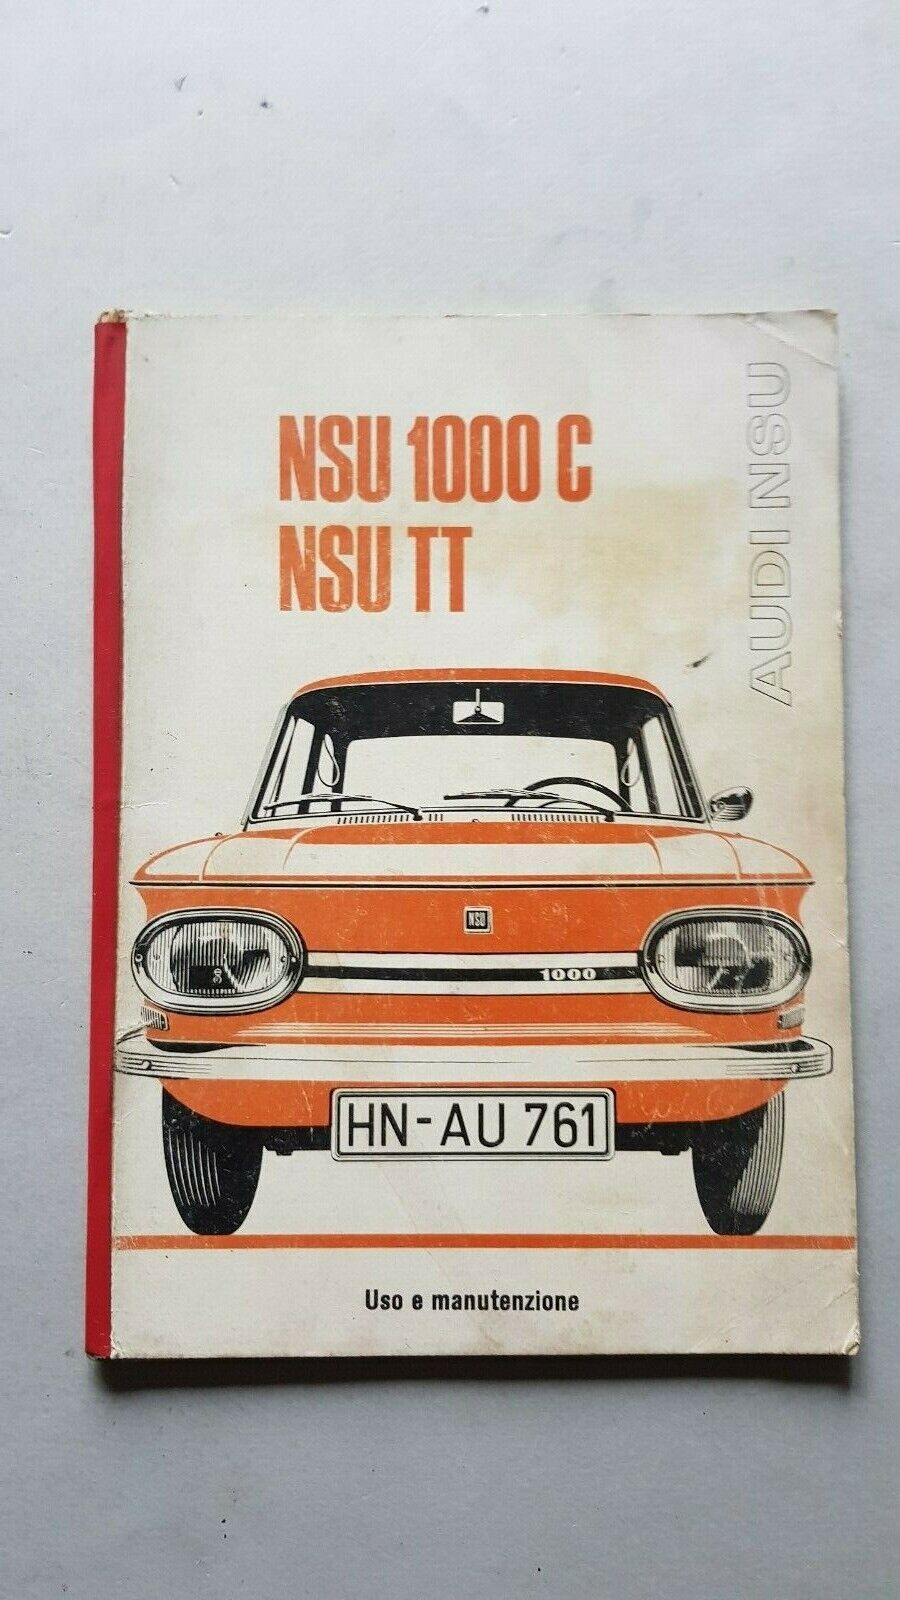 NSU 1000 C
NSU TT
AUDI NSU
NSU
1000
HN-AU 761
Uso e manutenzione